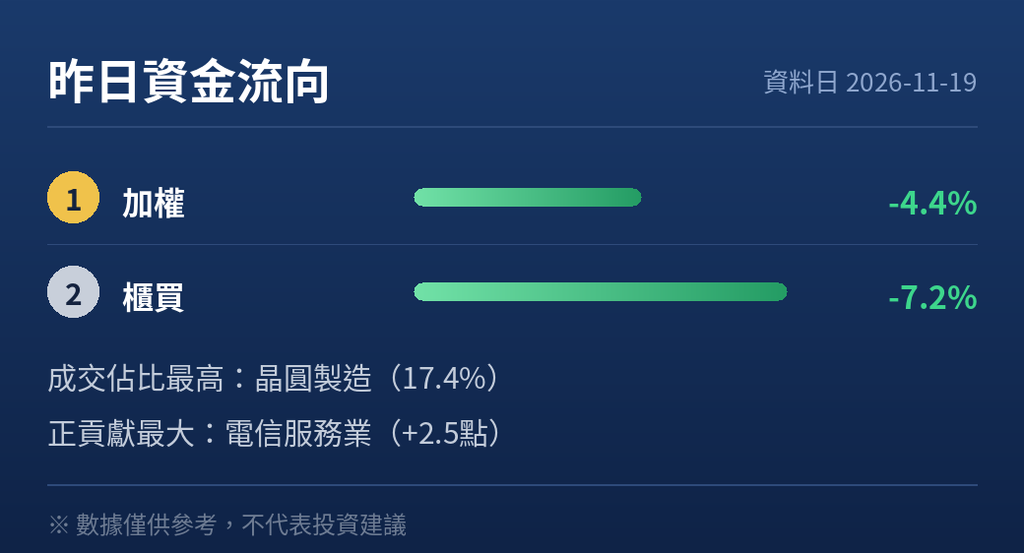 昨日資金流向
資料日 2026-11-19
1 加權 -4.4%
2 櫃買 -7.2%
成交佔比最高：晶圓製造（17.4%）
正貢獻最大：電信服務業（+2.5點）
※ 數據僅供參考，不代表投資建議